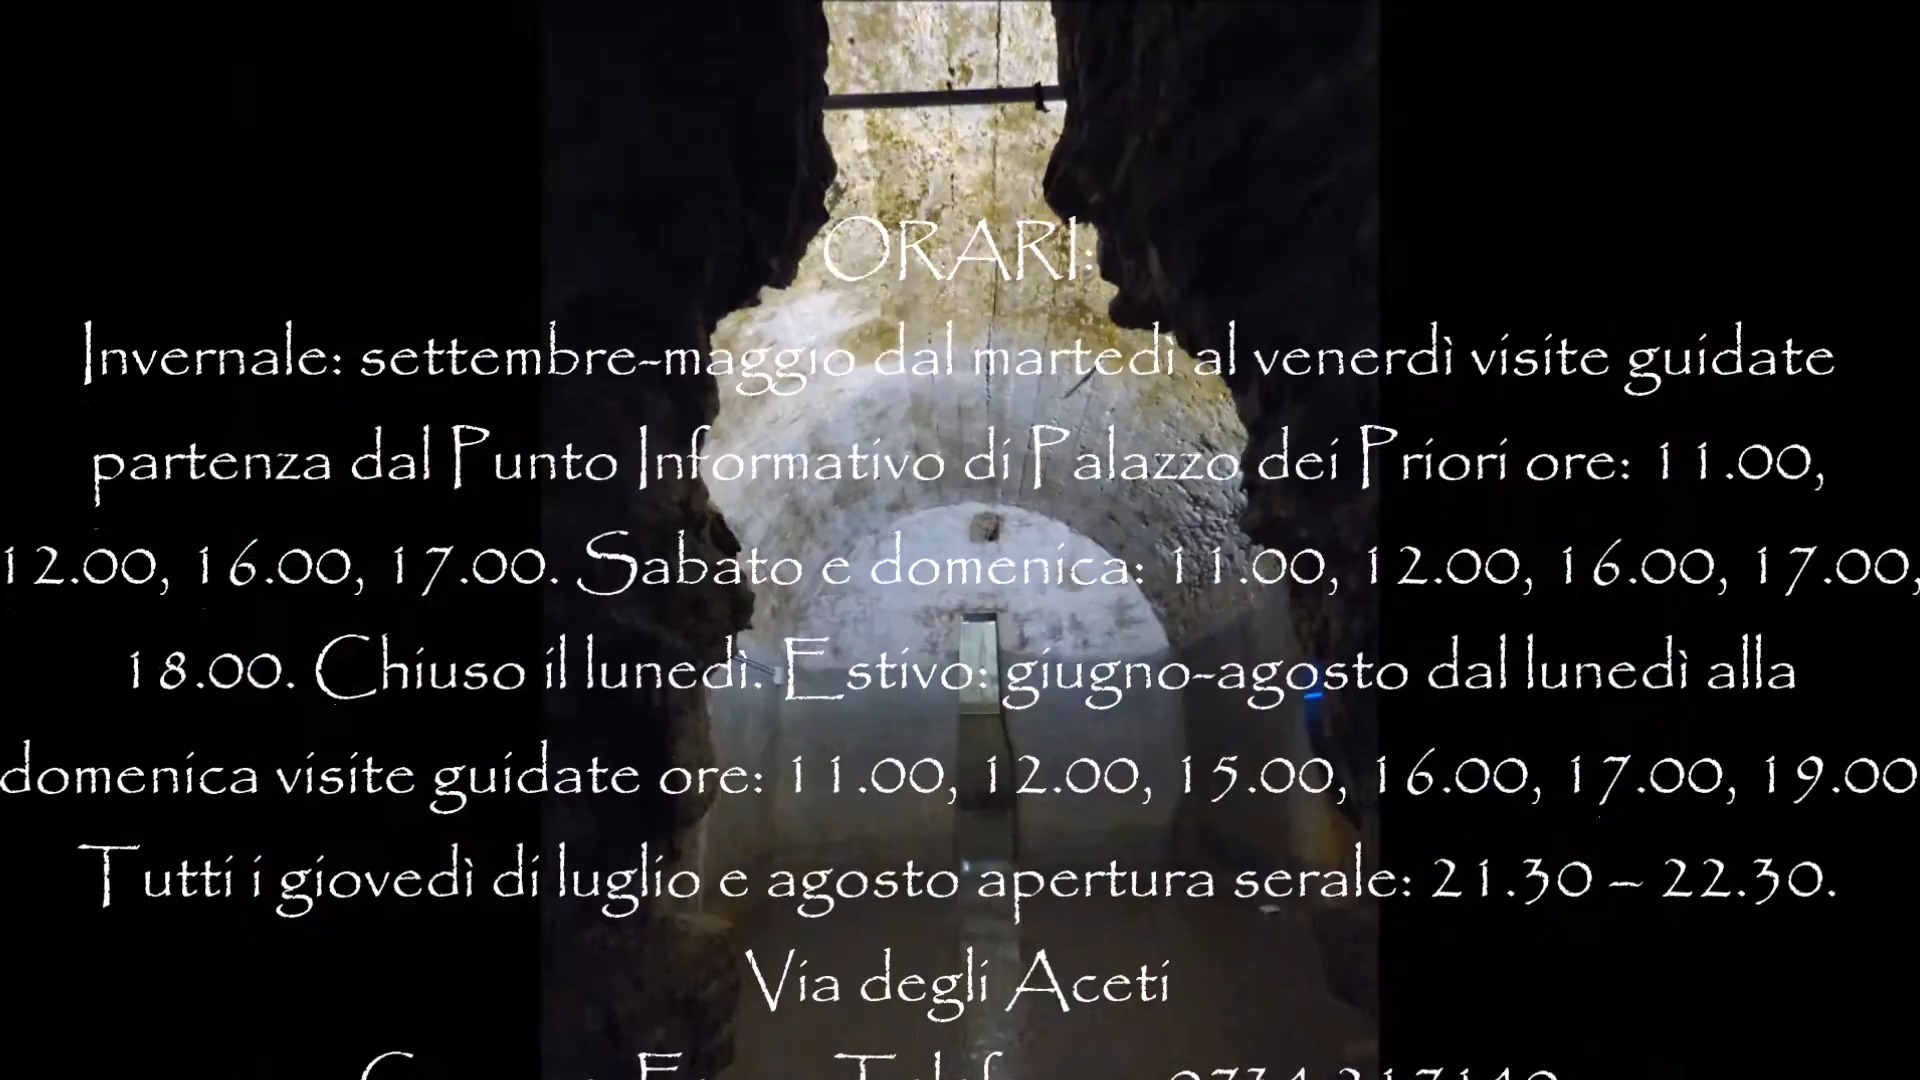 ORARI:
Invernale: settembre-maggio dal martedì al venerdì visite guidate
partenza dal Punto Informativo di Palazzo dei Priori ore: 11.00,
12.00, 16.00, 17.00. Sabato e domenica: 11.00, 12.00, 16.00, 17.00,
18.00. Chiuso il lunedì. Estivo: giugno-agosto dal lunedì alla
domenica visite guidate ore: 11.00, 12.00, 15.00, 16.00, 17.00, 19.00
Tutti i giovedì di luglio e agosto apertura serale: 21.30 – 22.30.
Via degli Aceti